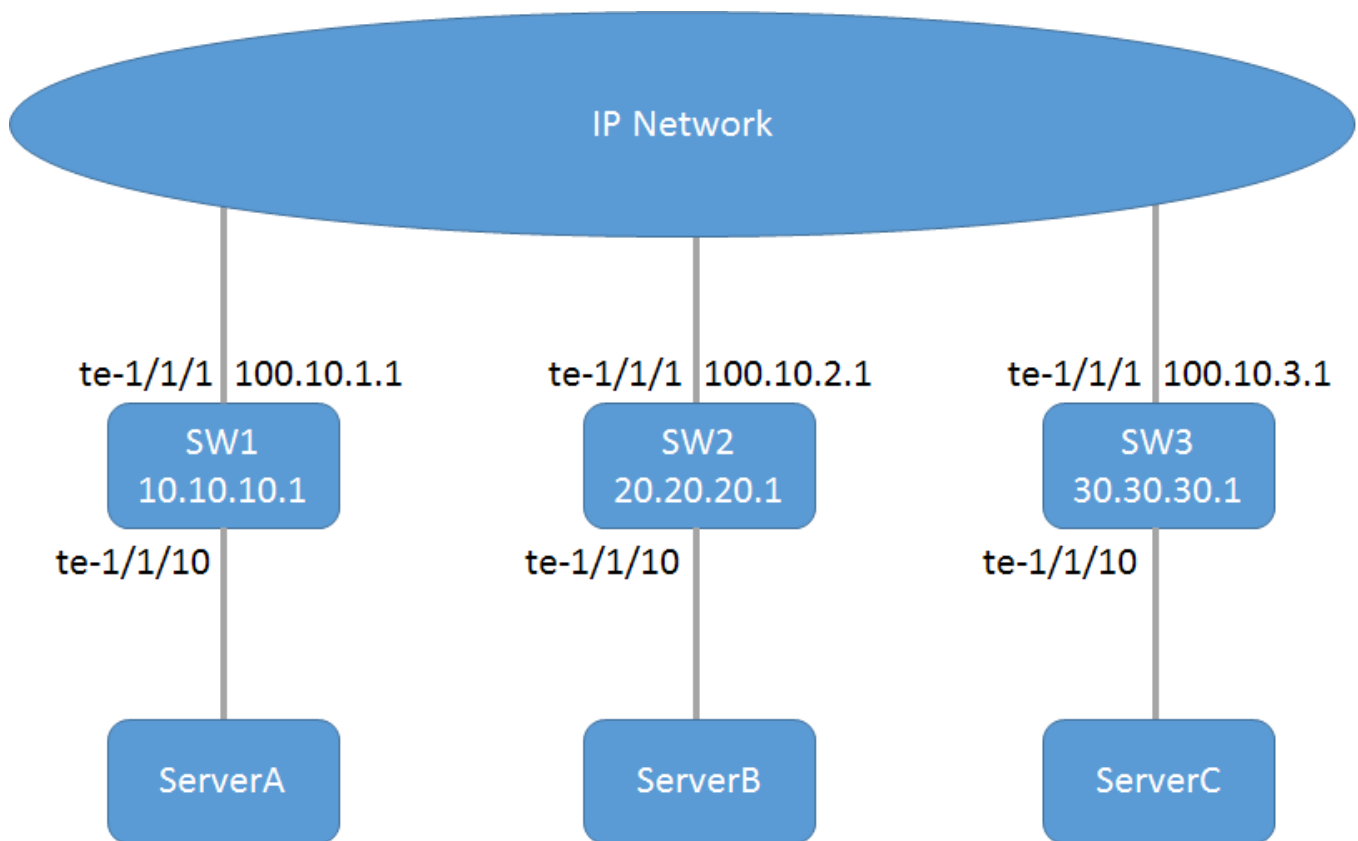 IP Network
te-1/1/1 100.10.1.1
te-1/1/1 100.10.2.1
te-1/1/1 100.10.3.1
SW1
10.10.10.1
SW2
20.20.20.1
SW3
30.30.30.1
te-1/1/10
te-1/1/10
te-1/1/10
ServerA
ServerB
ServerC